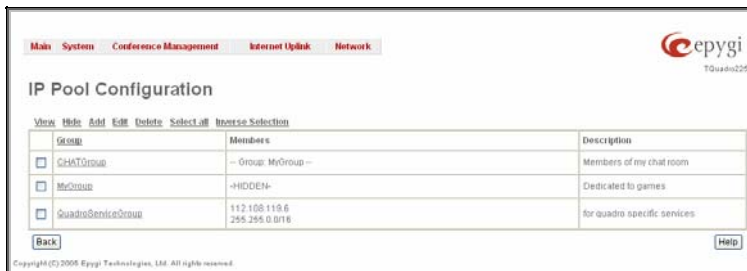 Main System Conference Management Internet Uplink Network
epygi
TQuadro225
IP Pool Configuration
View Hide Add Edit Delete Select all Inverse Selection
Group Members Description
CHATGroup -- Group: MyGroup -- Members of my chat room
MyGroup -HIDDEN- Dedicated to games
QuadroServiceGroup 112.108.119.6 for quadro specific services
255.255.0.0/16
Back Help
Copyright (C) 2005 Epygi Technologies, Ltd. All rights reserved.